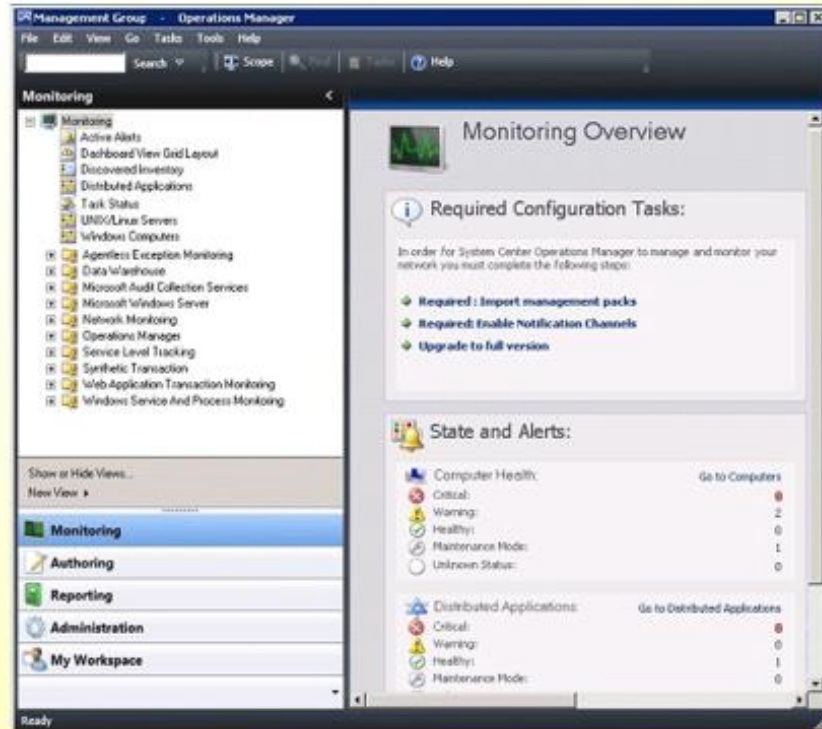 Management Group - Operations Manager
File Edit View Go Tasks Tools Help
Search Scope Find Tasks Help
Monitoring
Monitoring
Active Alerts
Dashboard View Grid Layout
Discovered Inventory
Distributed Applications
Task Status
UNIX/Linux Servers
Windows Computers
Agentless Exception Monitoring
Data Warehouse
Microsoft Audit Collection Services
Microsoft Windows Server
Network Monitoring
Operations Manager
Service Level Tracking
Synthetic Transaction
Web Application Transaction Monitoring
Windows Service And Process Monitoring
Show or Hide Views...
New View
Monitoring
Authoring
Reporting
Administration
My Workspace
Ready
Monitoring Overview
Required Configuration Tasks:
In order for System Center Operations Manager to manage and monitor your
network you must complete the following steps:
Required : Import management packs
Required: Enable Notification Channels
Upgrade to full version
State and Alerts:
Computer Health: Go to Computers
Critical: 0
Warning: 2
Healthy: 0
Maintenance Mode: 1
Unknown Status: 0
Distributed Applications: Go to Distributed Applications
Critical: 0
Warning: 0
Healthy: 1
Maintenance Mode: 0